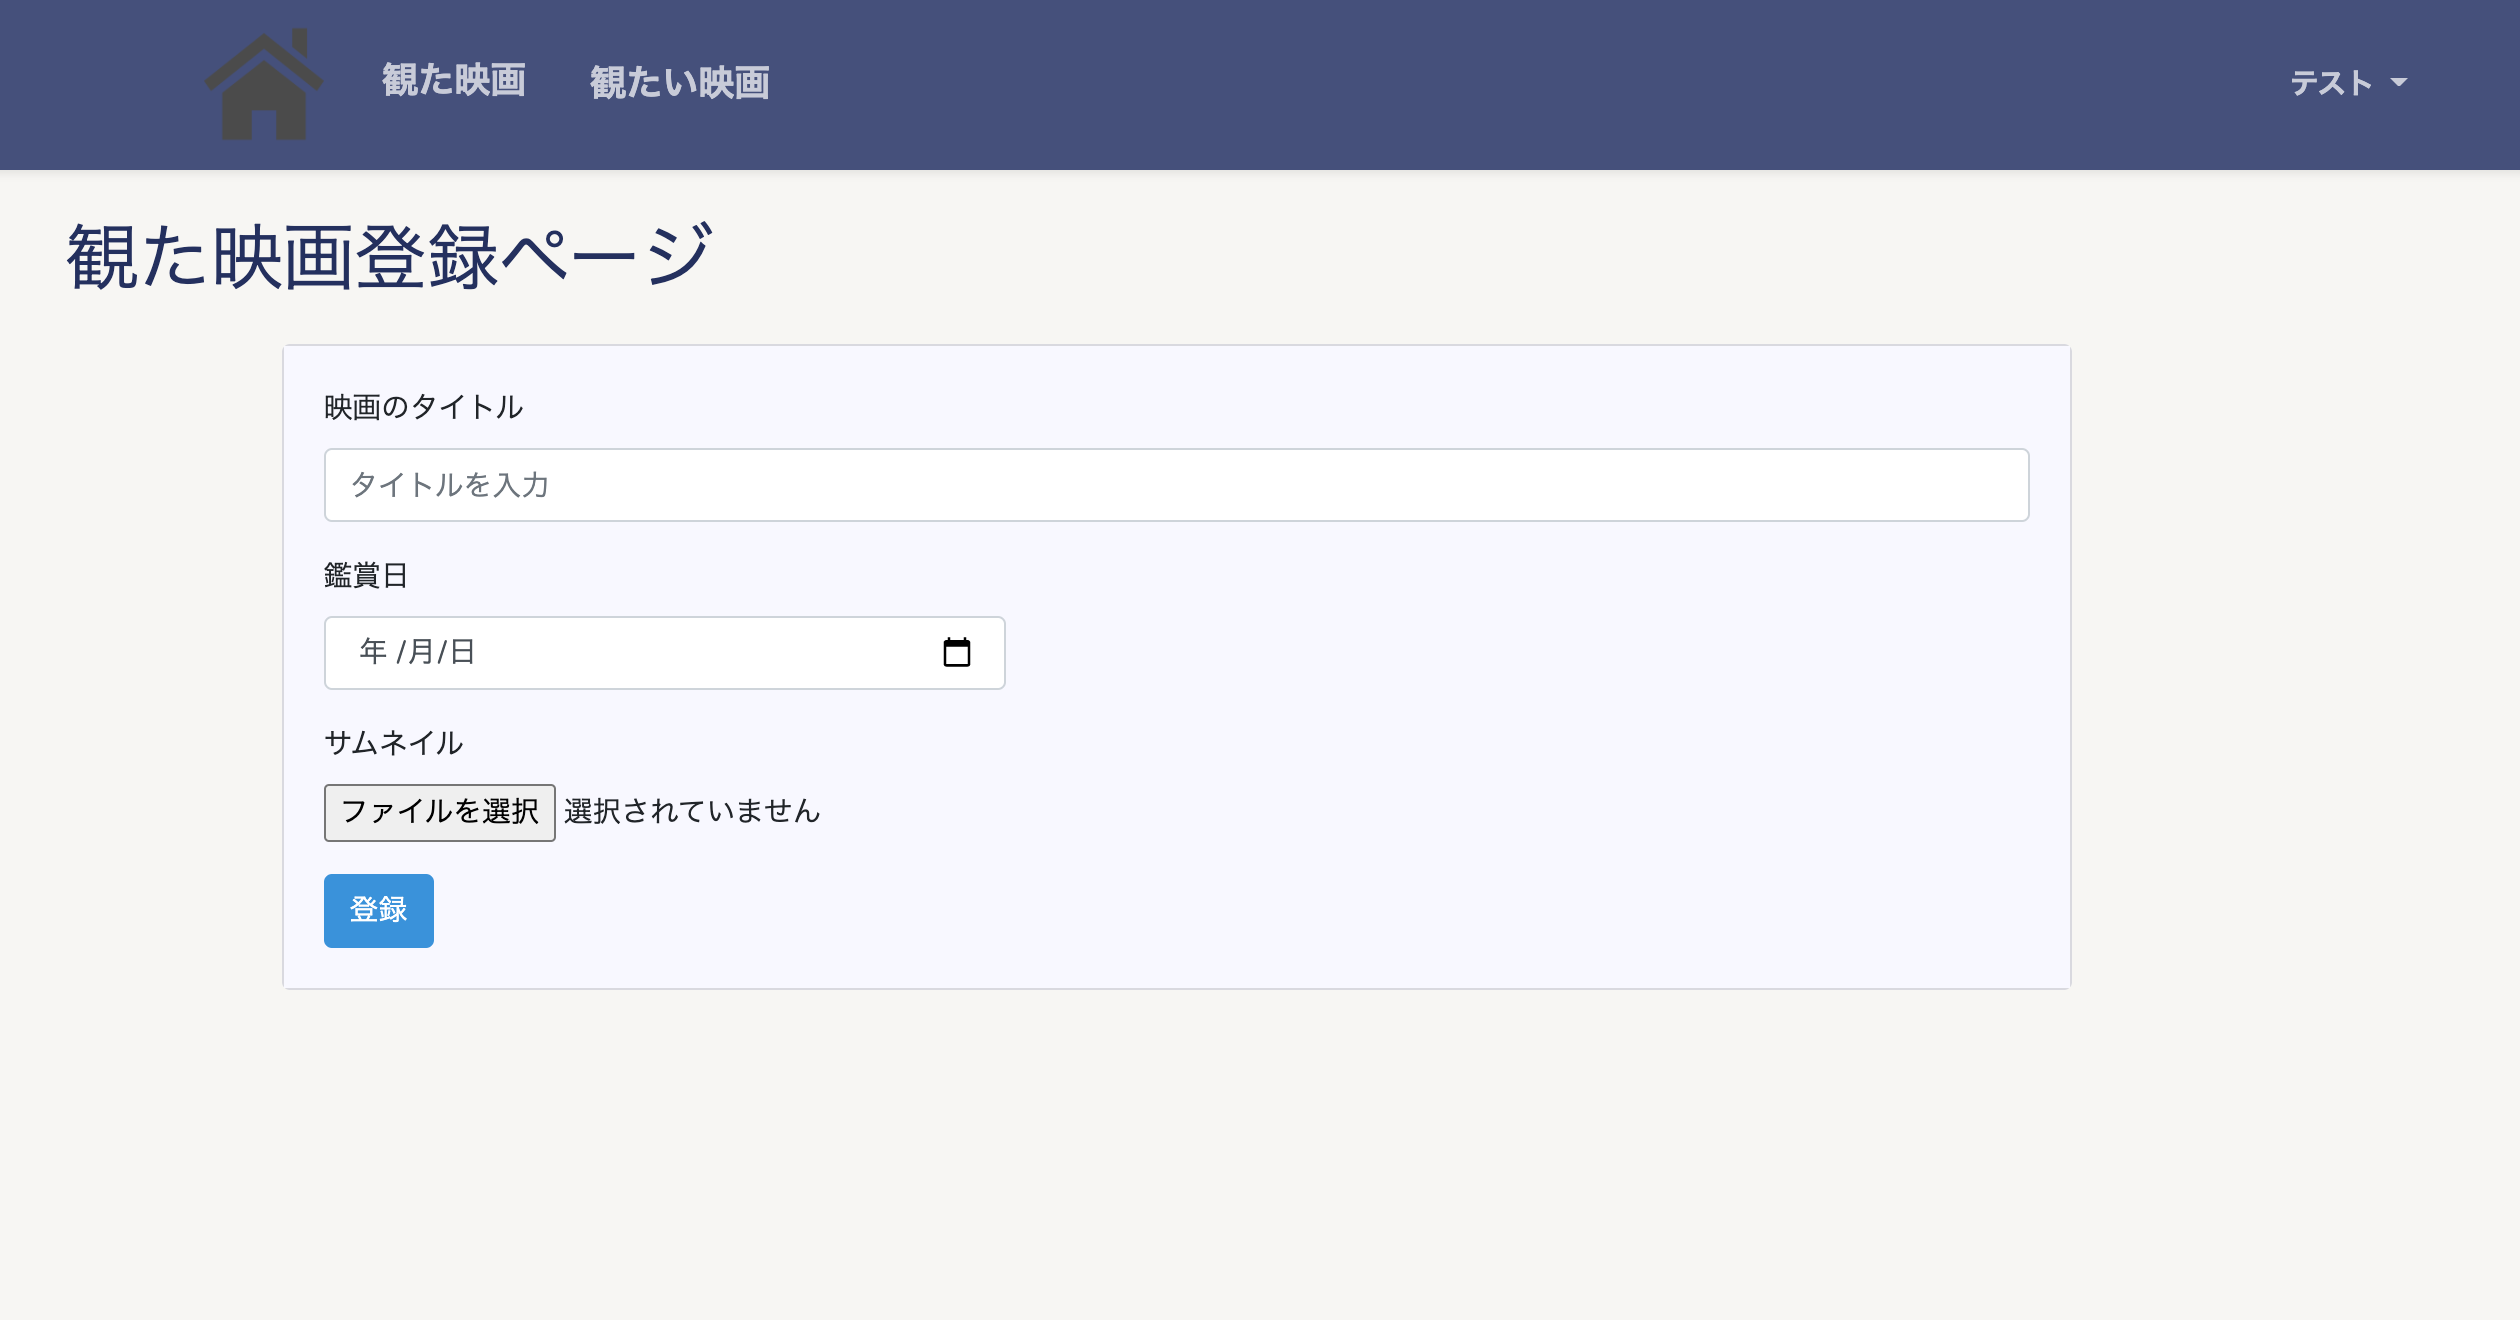 観た映画 観たい映画 テスト
観た映画登録ページ
映画のタイトル
タイトルを入力
鑑賞日
年 /月/日
サムネイル
ファイルを選択 選択されていません
登録